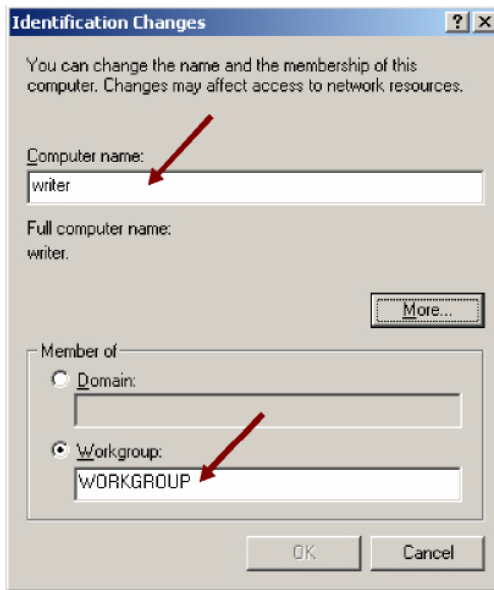 Identification Changes
You can change the name and the membership of this
computer. Changes may affect access to network resources.
Computer name:
writer
Full computer name:
writer.
More...
Member of
Domain:
Workgroup:
WORKGROUP
OK
Cancel